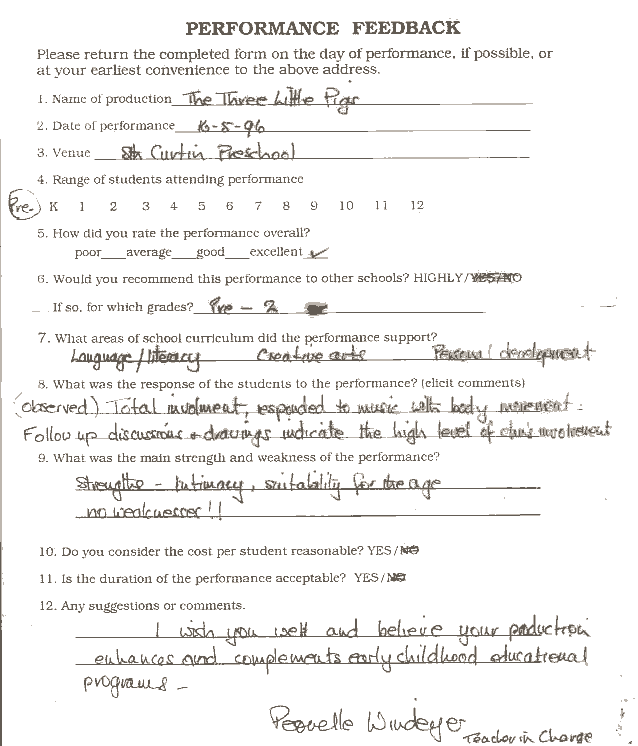 PERFORMANCE FEEDBACK
Please return the completed form on the day of performance, if possible, or
at your earliest convenience to the above address.
1. Name of production The Three Little Pigs
2. Date of performance 16-5-96
3. Venue Sth Curtin Preschool
4. Range of students attending performance
Pre. K 1 2 3 4 5 6 7 8 9 10 11 12
5. How did you rate the performance overall?
poor average good excellent ✓
6. Would you recommend this performance to other schools? HIGHLY/YES/NO
If so, for which grades? Pre - 2
7. What areas of school curriculum did the performance support?
Language/literacy Creative arts Personal development
8. What was the response of the students to the performance? (elicit comments)
(Observed) Total involment, responded to music with body movement.
Follow up discussions & drawings indicate the high level of chn's involvement
9. What was the main strength and weakness of the performance?
Strengths - Intimacy, suitability for the age
no weaknesses!!
10. Do you consider the cost per student reasonable? YES/NO
11. Is the duration of the performance acceptable? YES/NO
12. Any suggestions or comments.
I wish you well and believe your production
enhances and complements early childhood educational
programs -
Windeyer
Teacher in Charge